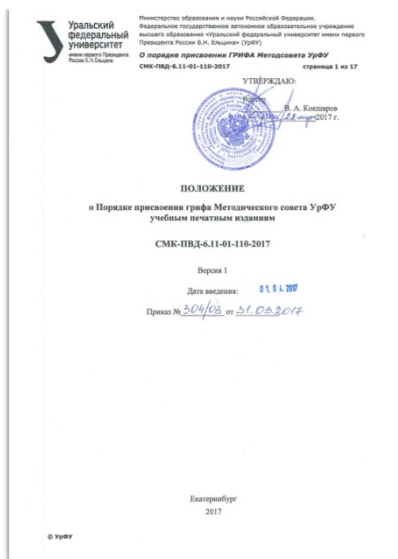 Уральский
федеральный
университет
имени первого Президента
России Б.Н.Ельцина
Министерство образования и науки Российской Федерации.
Федеральное государственное автономное образовательное учреждение
высшего образования «Уральский федеральный университет имени первого
Президента России Б.Н. Ельцина» (УрФУ)
О порядке присвоения ГРИФА Методсовета УрФУ
СМК-ПВД-6.11-01-110-2017 страница 1 из 17
УТВЕРЖДАЮ:
Ректор
В. А. Кокшаров
2017 г.
ПОЛОЖЕНИЕ
о Порядке присвоения грифа Методического совета УрФУ
учебным печатным изданиям
СМК-ПВД-6.11-01-110-2017
Версия 1
Дата введения: 01.04.2017
Приказ № 304/03 от 31.03.2017
Екатеринбург
2017
© УрФУ